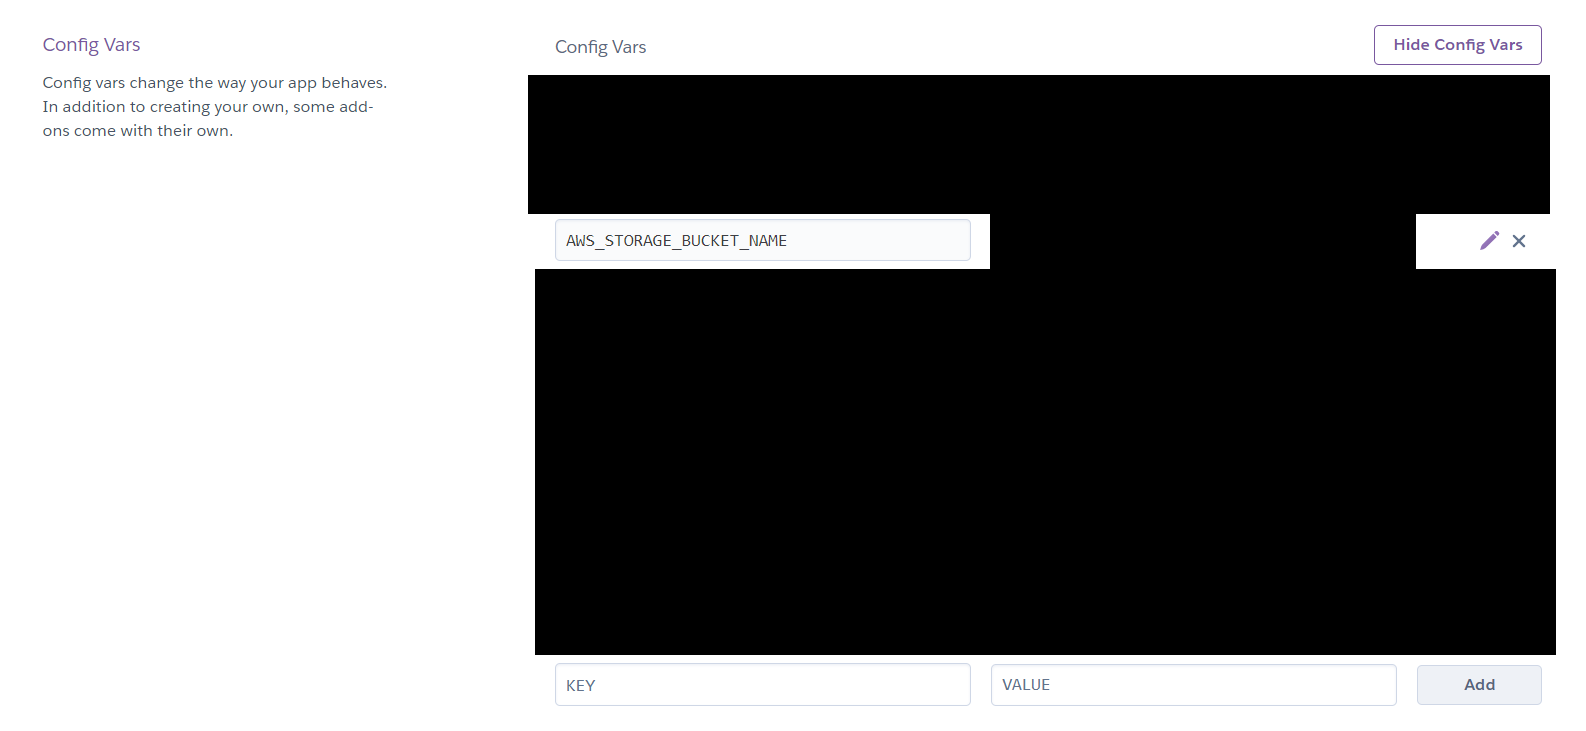 Config Vars
Config vars change the way your app behaves.
In addition to creating your own, some add-
ons come with their own.
Config Vars
Hide Config Vars
AWS_STORAGE_BUCKET_NAME
KEY
VALUE
Add